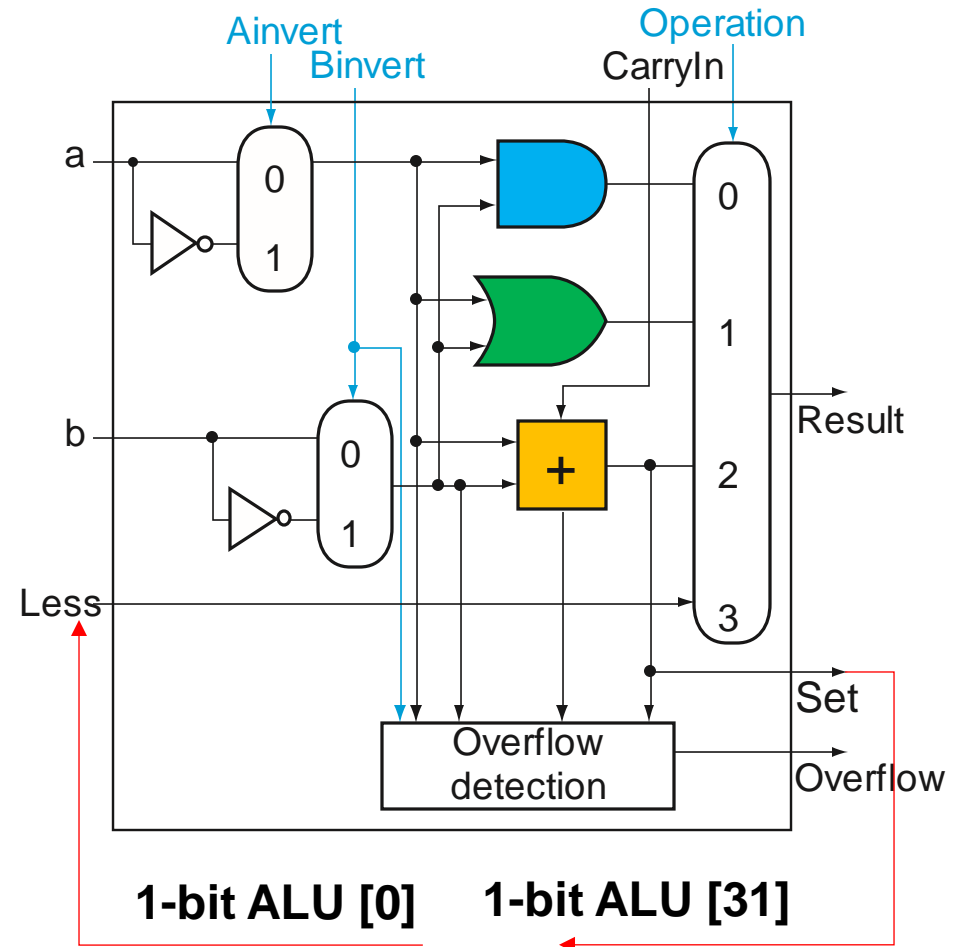 Ainvert
Operation
Binvert
CarryIn
a
0
1
0
1
Result
b
0
1
+
2
Less
3
Set
Overflow
detection
Overflow
1-bit ALU [0]
1-bit ALU [31]